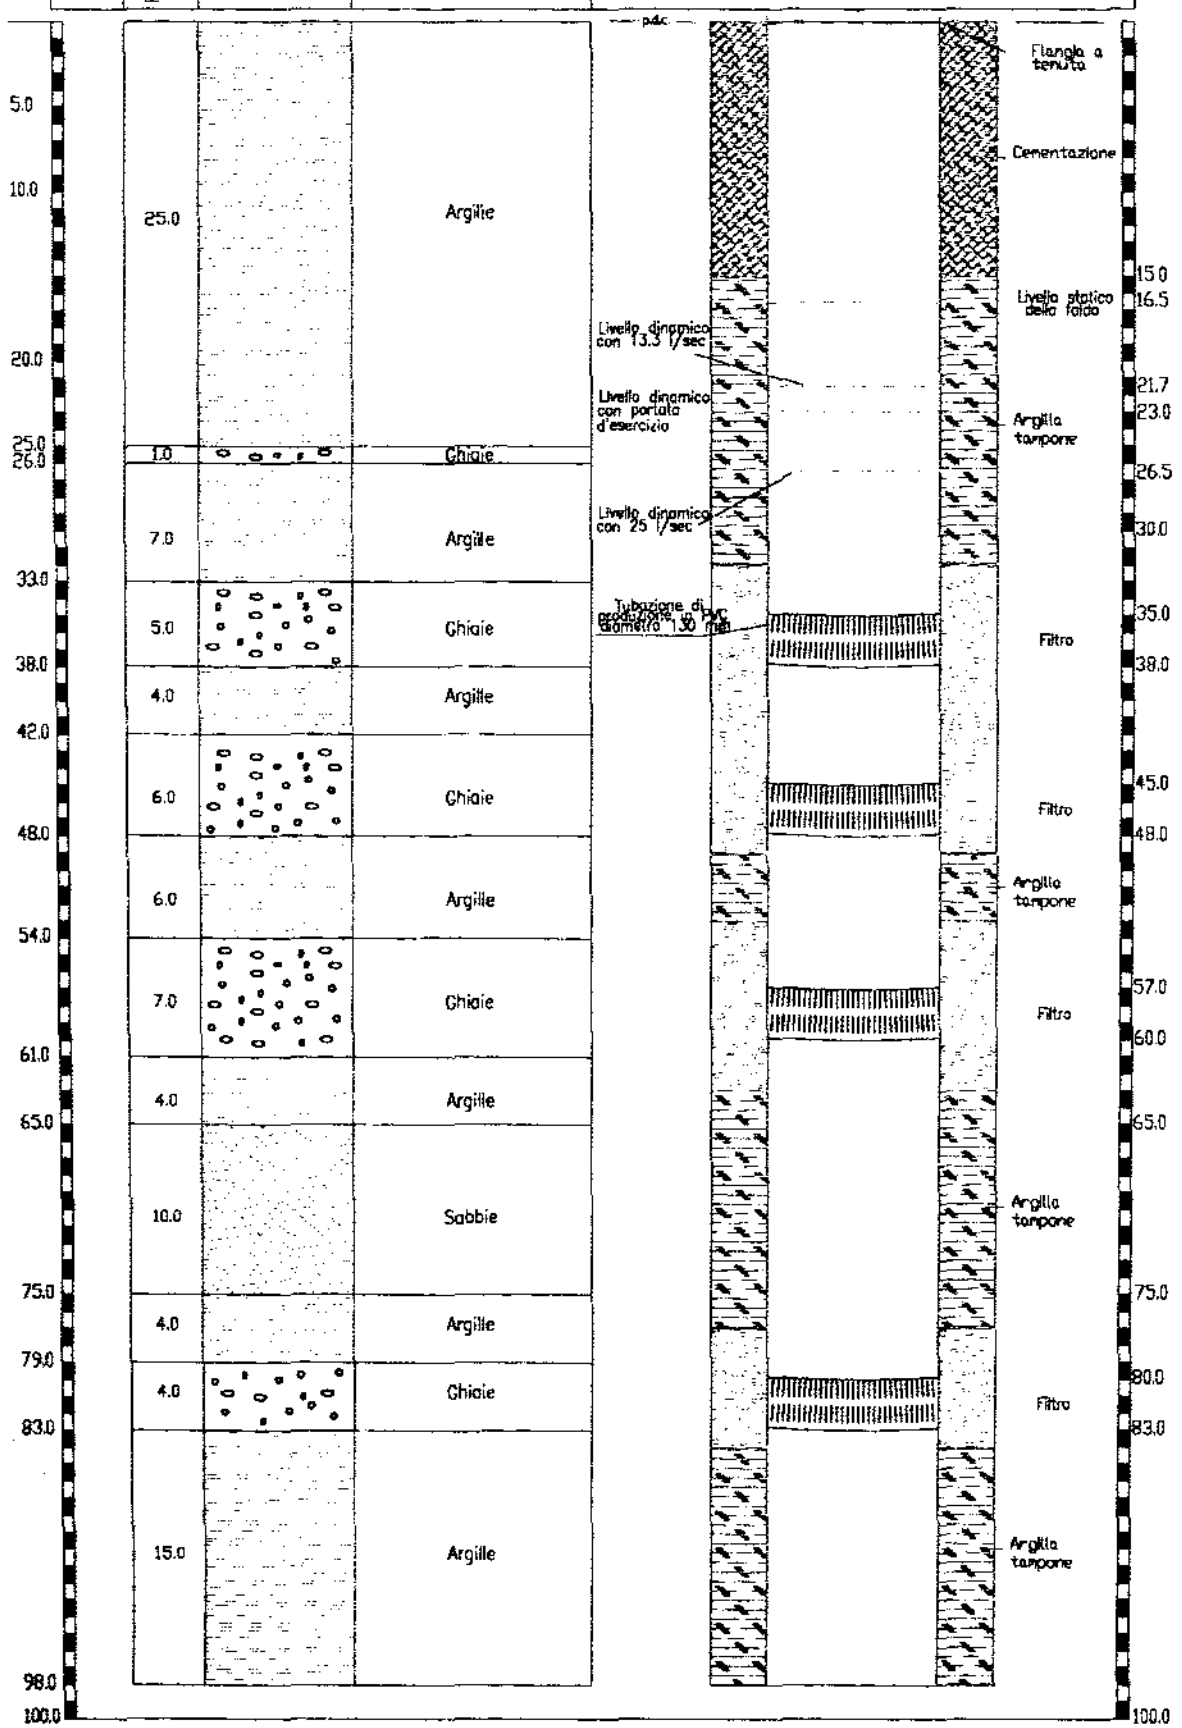 p.d.c.
Flangia a
tenuta
5.0
Cementazione
10.0
25.0
Argille
15.0
Livello statico
della falda
16.5
Livello dinamico
con 13.3 l/sec
20.0
21.7
Livello dinamico
con portata
d'esercizio
23.0
Argilla
tampone
25.0
1.0
Ghiaie
26.0
26.5
Livello dinamico
con 25 l/sec
7.0
Argille
30.0
33.0
Tubazione di
produzione in PVC
diametro 130 mm
5.0
Ghiaie
35.0
Filtro
38.0
38.0
4.0
Argille
42.0
45.0
6.0
Ghiaie
Filtro
48.0
48.0
6.0
Argille
Argilla
tampone
54.0
57.0
7.0
Ghiaie
Filtro
60.0
61.0
4.0
Argille
65.0
65.0
10.0
Sabbie
Argilla
tampone
75.0
75.0
4.0
Argille
79.0
80.0
4.0
Ghiaie
Filtro
83.0
83.0
15.0
Argille
Argilla
tampone
98.0
100.0
100.0
30.0